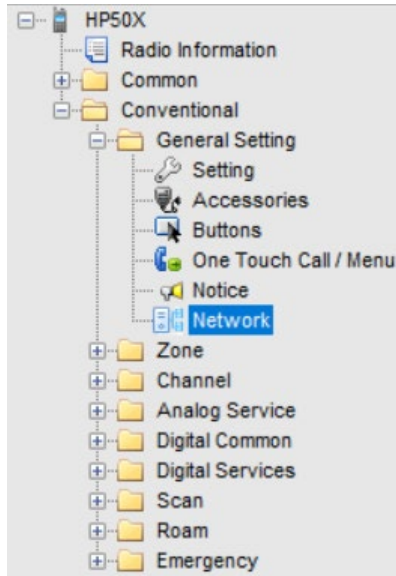 HP50X
Radio Information
Common
Conventional
General Setting
Setting
Accessories
Buttons
One Touch Call / Menu
Notice
Network
Zone
Channel
Analog Service
Digital Common
Digital Services
Scan
Roam
Emergency